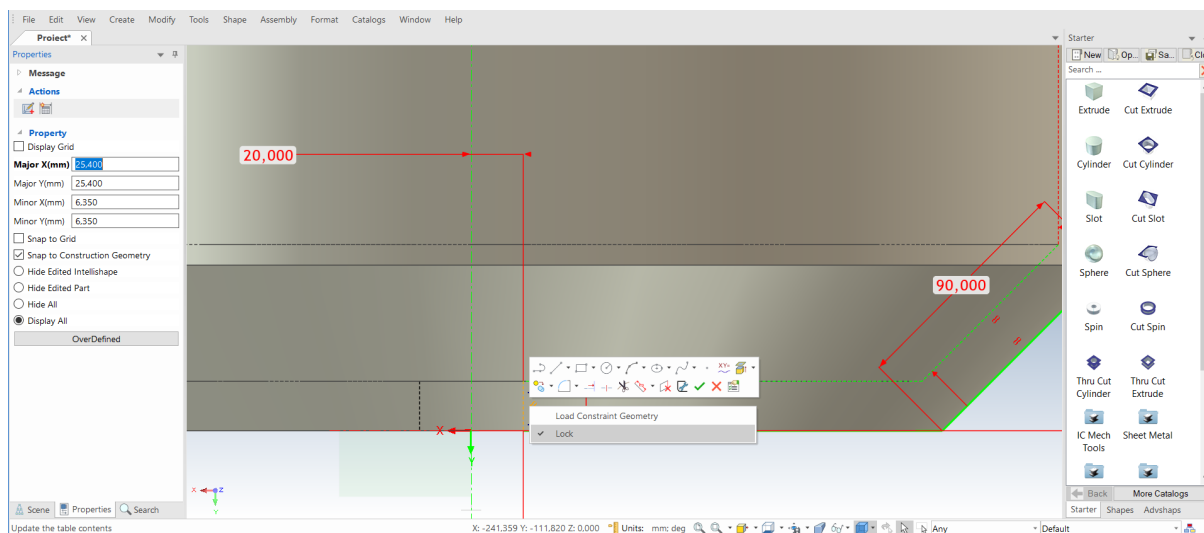 File Edit View Create Modify Tools Shape Assembly Format Catalogs Window Help
Project* ×
Properties
Message
Actions
Property
Display Grid
Major X(mm) 25.400
Major Y(mm) 25.400
Minor X(mm) 6.350
Minor Y(mm) 6.350
Snap to Grid
Snap to Construction Geometry
Hide Edited Intellishape
Hide Edited Part
Hide All
Display All
OverDefined
Scene Properties Search
Update the table contents
20,000
90,000
XY=
Load Constraint Geometry
Lock
X
Y
X Z
Y
Starter
New Op... Sa... Clo
Search ...
Extrude Cut Extrude
Cylinder Cut Cylinder
Slot Cut Slot
Sphere Cut Sphere
Spin Cut Spin
Thru Cut Cylinder
Thru Cut Extrude
IC Mech Tools
Sheet Metal
Back More Catalogs
Starter Shapes Advshaps
X: -241,359 Y: -111,820 Z: 0,000 Units: mm; deg Any Default